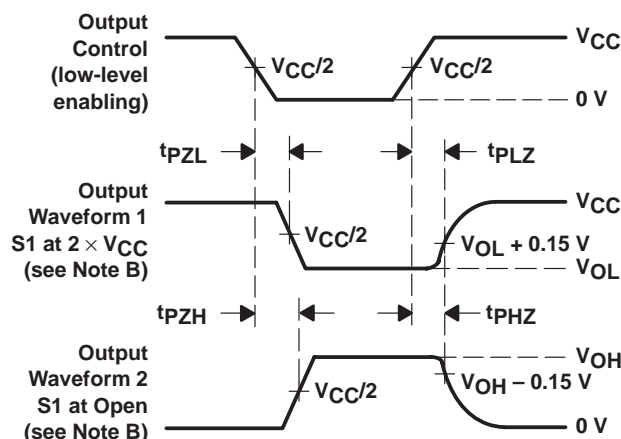 Output
Control
(low-level
enabling)
VCC/2
VCC/2
VCC
0 V
tPZL
tPLZ
Output
Waveform 1
S1 at 2 × VCC
(see Note B)
VCC/2
VCC
VOL + 0.15 V
VOL
tPZH
tPHZ
Output
Waveform 2
S1 at Open
(see Note B)
VCC/2
VOH
VOH – 0.15 V
0 V